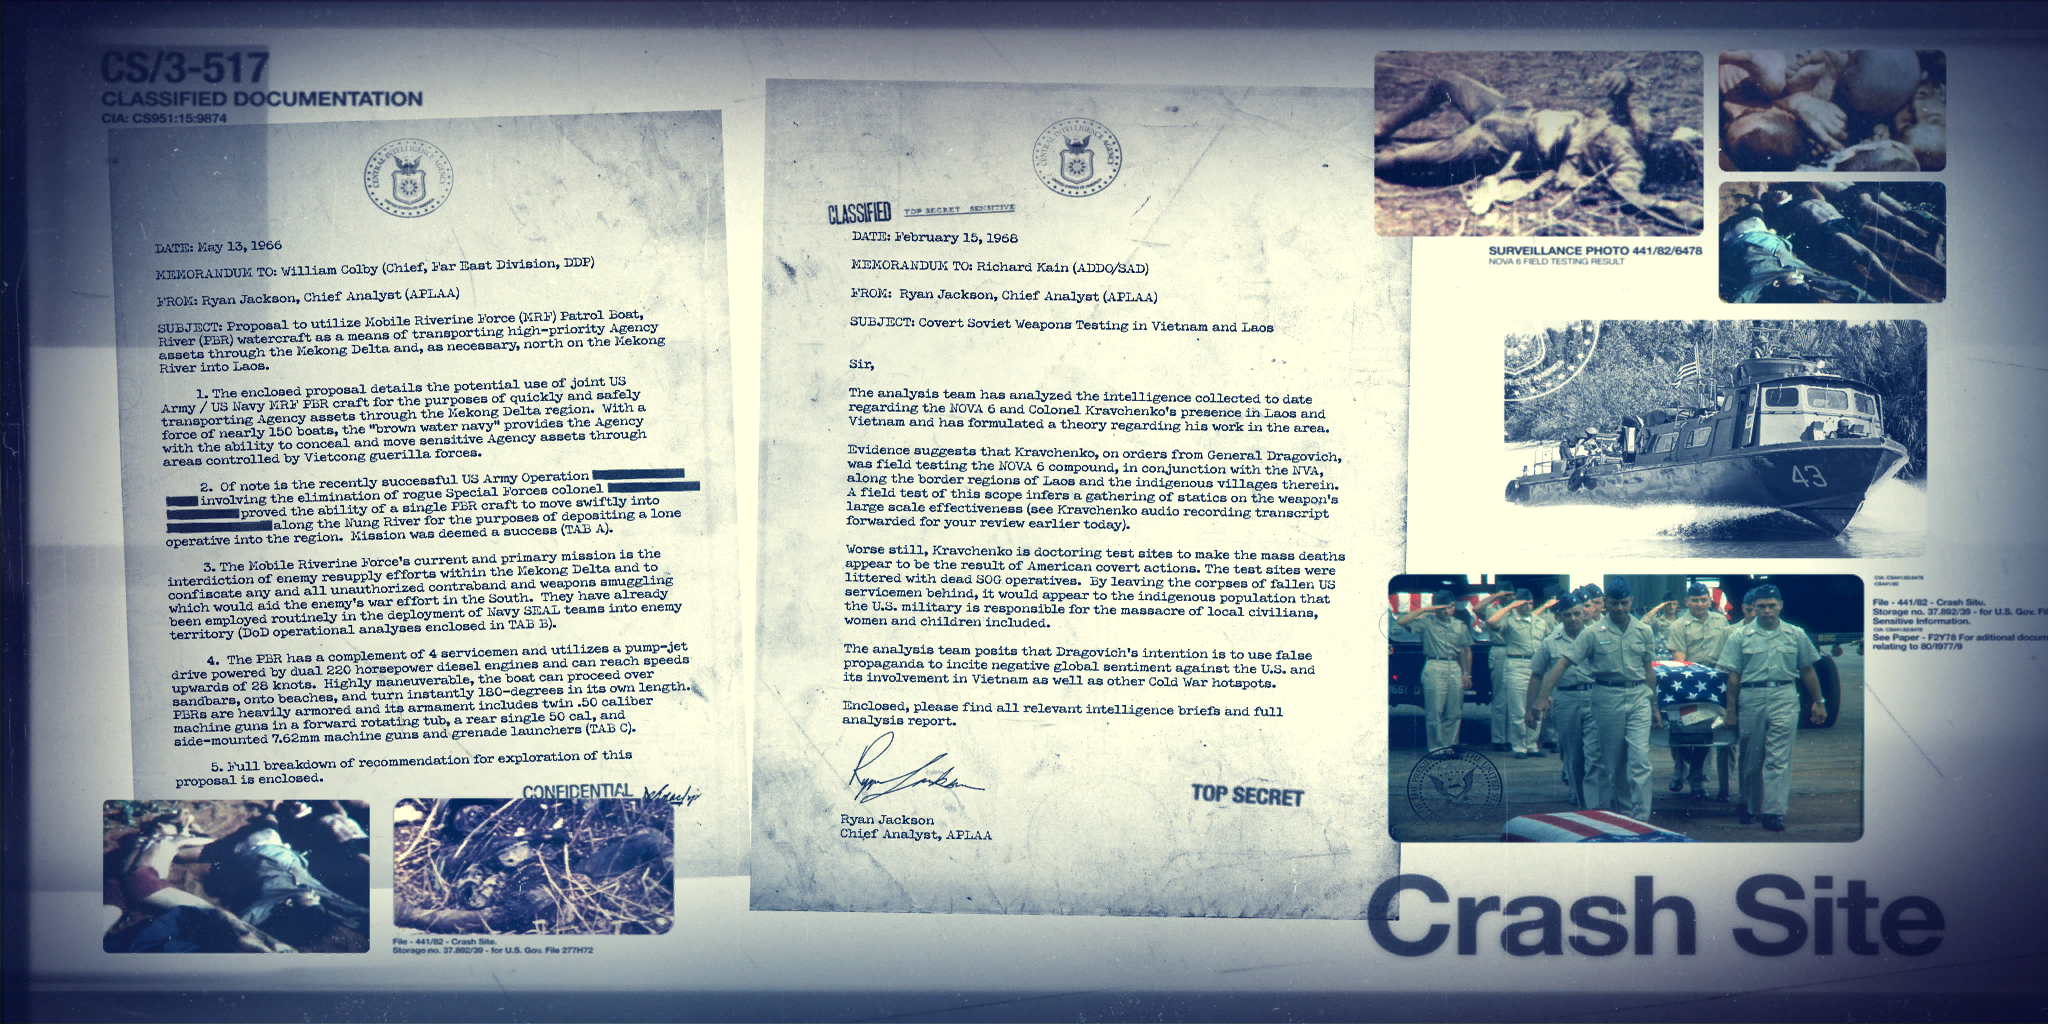 CS/3-517
CLASSIFIED DOCUMENTATION
CIA: CS951:15:9874
CENTRAL INTELLIGENCE AGENCY
UNITED STATES OF AMERICA
DATE: May 13, 1966
MEMORANDUM TO: William Colby (Chief, Far East Division, DDP)
FROM: Ryan Jackson, Chief Analyst (APLAA)
SUBJECT: Proposal to utilize Mobile Riverine Force (MRF) Patrol Boat,
River (PBR) watercraft as a means of transporting high-priority Agency
assets through the Mekong Delta and, as necessary, north on the Mekong
River into Laos.
1. The enclosed proposal details the potential use of joint US
Army / US Navy MRF PBR craft for the purposes of quickly and safely
transporting Agency assets through the Mekong Delta region. With a
force of nearly 150 boats, the "brown water navy" provides the Agency
with the ability to conceal and move sensitive Agency assets through
areas controlled by Vietcong guerilla forces.
2. Of note is the recently successful US Army Operation
involving the elimination of rogue Special Forces colonel
proved the ability of a single PBR craft to move swiftly into
along the Nung River for the purposes of depositing a lone
operative into the region. Mission was deemed a success (TAB A).
3. The Mobile Riverine Force's current and primary mission is the
interdiction of enemy resupply efforts within the Mekong Delta and to
confiscate any and all unauthorized contraband and weapons smuggling
which would aid the enemy's war effort in the South. They have already
been employed routinely in the deployment of Navy SEAL teams into enemy
territory (DoD operational analyses enclosed in TAB B).
4. The PBR has a complement of 4 servicemen and utilizes a pump-jet
drive powered by dual 220 horsepower diesel engines and can reach speeds
upwards of 28 knots. Highly maneuverable, the boat can proceed over
sandbars, onto beaches, and turn instantly 180-degrees in its own length.
PBRs are heavily armored and its armament includes twin .50 caliber
machine guns in a forward rotating tub, a rear single 50 cal, and
side-mounted 7.62mm machine guns and grenade launchers (TAB C).
5. Full breakdown of recommendation for exploration of this
proposal is enclosed.
CONFIDENTIAL
File - 441/82 - Crash Site.
Storage no. 37.892/39 - for U.S. Gov. File 277H72
CENTRAL INTELLIGENCE AGENCY
UNITED STATES OF AMERICA
CLASSIFIED TOP SECRET SENSITIVE
DATE: February 15, 1968
MEMORANDUM TO: Richard Kain (ADDO/SAD)
FROM: Ryan Jackson, Chief Analyst (APLAA)
SUBJECT: Covert Soviet Weapons Testing in Vietnam and Laos
Sir,
The analysis team has analyzed the intelligence collected to date
regarding the NOVA 6 and Colonel Kravchenko's presence in Laos and
Vietnam and has formulated a theory regarding his work in the area.
Evidence suggests that Kravchenko, on orders from General Dragovich,
was field testing the NOVA 6 compound, in conjunction with the NVA,
along the border regions of Laos and the indigenous villages therein.
A field test of this scope infers a gathering of statics on the weapon's
large scale effectiveness (see Kravchenko audio recording transcript
forwarded for your review earlier today).
Worse still, Kravchenko is doctoring test sites to make the mass deaths
appear to be the result of American covert actions. The test sites were
littered with dead SOG operatives. By leaving the corpses of fallen US
servicemen behind, it would appear to the indigenous population that
the U.S. military is responsible for the massacre of local civilians,
women and children included.
The analysis team posits that Dragovich's intention is to use false
propaganda to incite negative global sentiment against the U.S. and
its involvement in Vietnam as well as other Cold War hotspots.
Enclosed, please find all relevant intelligence briefs and full
analysis report.
Ryan Jackson
TOP SECRET
Ryan Jackson
Chief Analyst, APLAA
SURVEILLANCE PHOTO 441/82/6478
NOVA 6 FIELD TESTING RESULT
43
File - 441/82 - Crash Site.
Storage no. 37.892/39 - for U.S. Gov. Fil
Sensitive Information.
See Paper - F2Y78 For aditional docum
relating to 80/I977/9
Crash Site